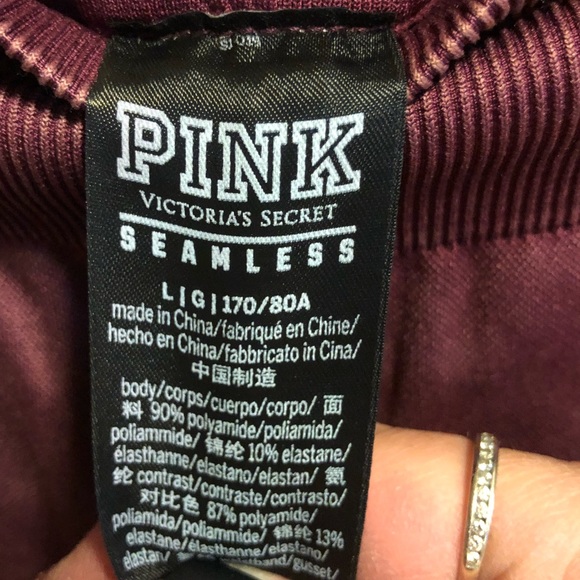 PINK
VICTORIA'S SECRET
SEAMLESS
L|G|170/80A
made in China/fabriqué en Chine/
hecho en China/fabbricato in Cina/
中国制造
body/corps/cuerpo/corpo/ 面
料 90% polyamide/poliamida/
poliammide/ 锦纶 10% elastane/
élasthanne/elastano/elastan/ 氨
纶 contrast/contraste/contrasto/
对比色 87% polyamide/
poliamida/poliammide/ 锦纶 13%
elastane/élasthanne/elastano/
elastan/ gusset/